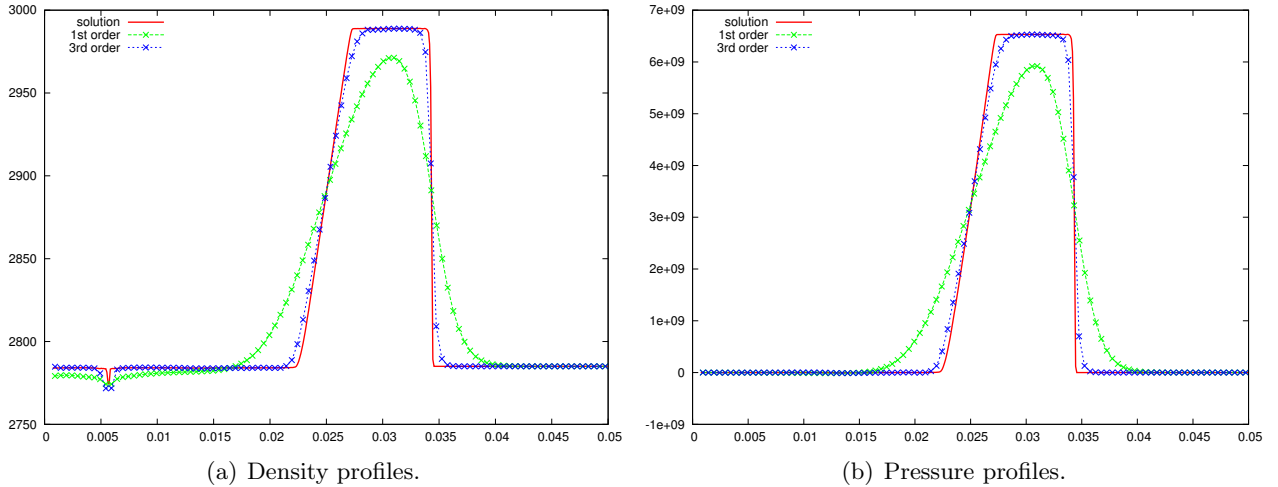 3000
2950
2900
2850
2800
2750
solution
1st order
3rd order
0 0.005 0.01 0.015 0.02 0.025 0.03 0.035 0.04 0.045 0.05
(a) Density profiles.
7e+09
6e+09
5e+09
4e+09
3e+09
2e+09
1e+09
0
-1e+09
solution
1st order
3rd order
0 0.005 0.01 0.015 0.02 0.025 0.03 0.035 0.04 0.045 0.05
(b) Pressure profiles.